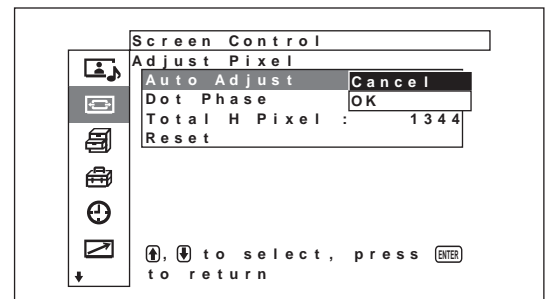 Screen Control
Adjust Pixel
Auto Adjust Cancel
Dot Phase OK
Total H Pixel : 1344
Reset
↑, ↓ to select, press ENTER
to return